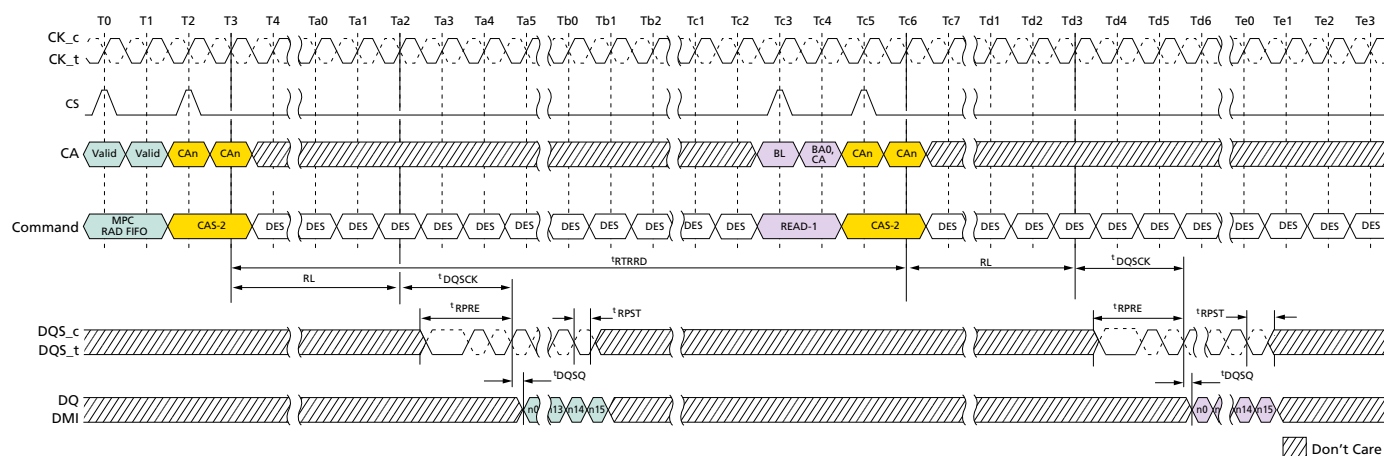 T0 T1 T2 T3 T4 Ta0 Ta1 Ta2 Ta3 Ta4 Ta5 Tb0 Tb1 Tb2 Tc1 Tc2 Tc3 Tc4 Tc5 Tc6 Tc7 Td1 Td2 Td3 Td4 Td5 Td6 Te0 Te1 Te2 Te3
CK_c
CK_t
CS
CA Valid Valid CAn CAn BL BA0, CA CAn CAn
Command MPC RAD FIFO CAS-2 DES DES DES DES DES DES DES DES DES DES DES DES READ-1 CAS-2 DES DES DES DES DES DES DES DES DES DES DES
tRTRRD
RL tDQSCK RL tDQSCK
tRPRE tRPST tRPRE tRPST
DQS_c
DQS_t
tDQSQ tDQSQ
DQ
DMI
n0 n13 n14 n15 n0 n14 n15
Don't Care